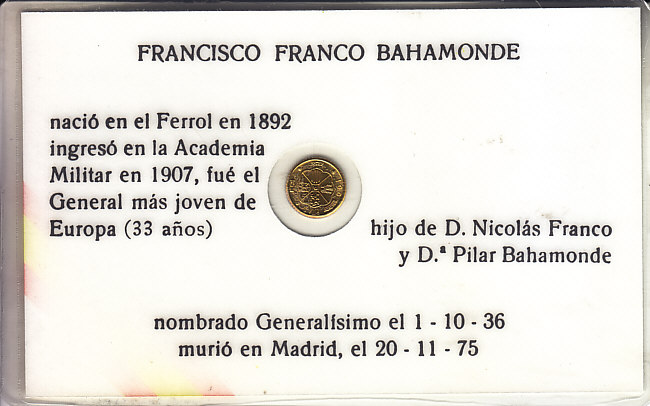 FRANCISCO FRANCO BAHAMONDE
nació en el Ferrol en 1892
ingresó en la Academia
Militar en 1907, fué el
General más joven de
Europa (33 años)
hijo de D. Nicolás Franco
y D.ª Pilar Bahamonde
nombrado Generalísimo el 1 - 10 - 36
murió en Madrid, el 20 - 11 - 75